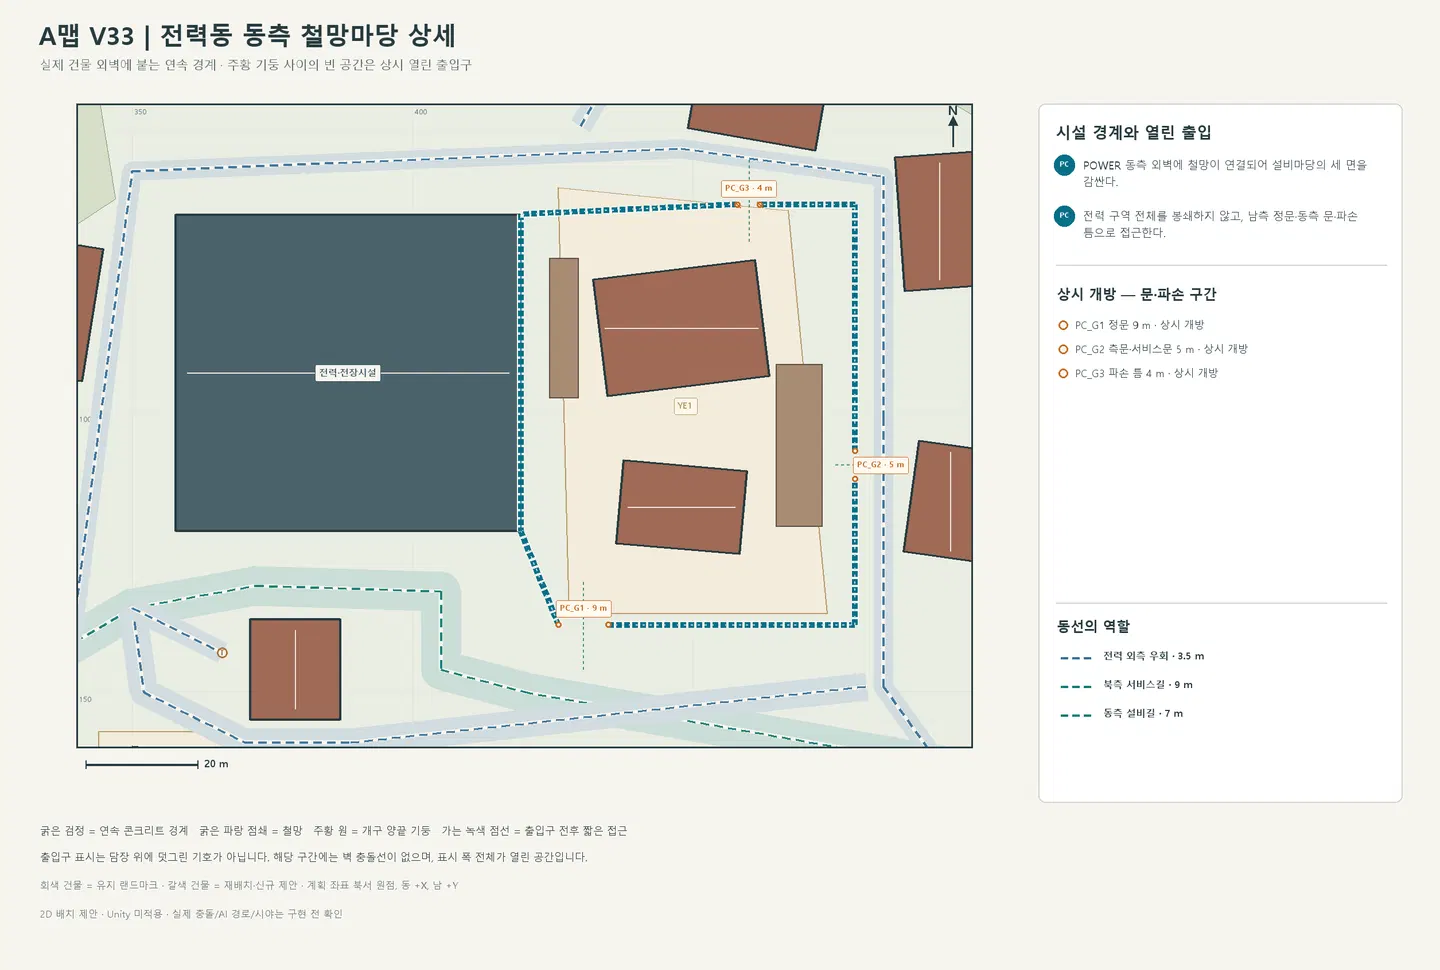 A맵 V33 | 전력동 동측 철망마당 상세
실제 건물 외벽에 붙는 연속 경계 · 주황 기둥 사이의 빈 공간은 상시 열린 출입구
350
400
N
PC_G3 · 4 m
전력·전장시설
100
YE1
PC_G2 · 5 m
PC_G1 · 9 m
T
150
20 m
시설 경계와 열린 출입
PC
POWER 동측 외벽에 철망이 연결되어 설비마당의 세 면을
감싼다.
PC
전력 구역 전체를 봉쇄하지 않고, 남측 정문·동측 문·파손
틈으로 접근한다.
상시 개방 — 문·파손 구간
PC_G1 정문 9 m · 상시 개방
PC_G2 측문·서비스문 5 m · 상시 개방
PC_G3 파손 틈 4 m · 상시 개방
동선의 역할
전력 외측 우회 · 3.5 m
북측 서비스길 · 9 m
동측 설비길 · 7 m
굵은 검정 = 연속 콘크리트 경계 굵은 파랑 점쇄 = 철망 주황 원 = 개구 양끝 기둥 가는 녹색 점선 = 출입구 전후 짧은 접근
출입구 표시는 담장 위에 덧그린 기호가 아닙니다. 해당 구간에는 벽 충돌선이 없으며, 표시 폭 전체가 열린 공간입니다.
회색 건물 = 유지 랜드마크 · 갈색 건물 = 재배치·신규 제안 · 계획 좌표 북서 원점, 동 +X, 남 +Y
2D 배치 제안 · Unity 미적용 · 실제 충돌/AI 경로/시야는 구현 전 확인